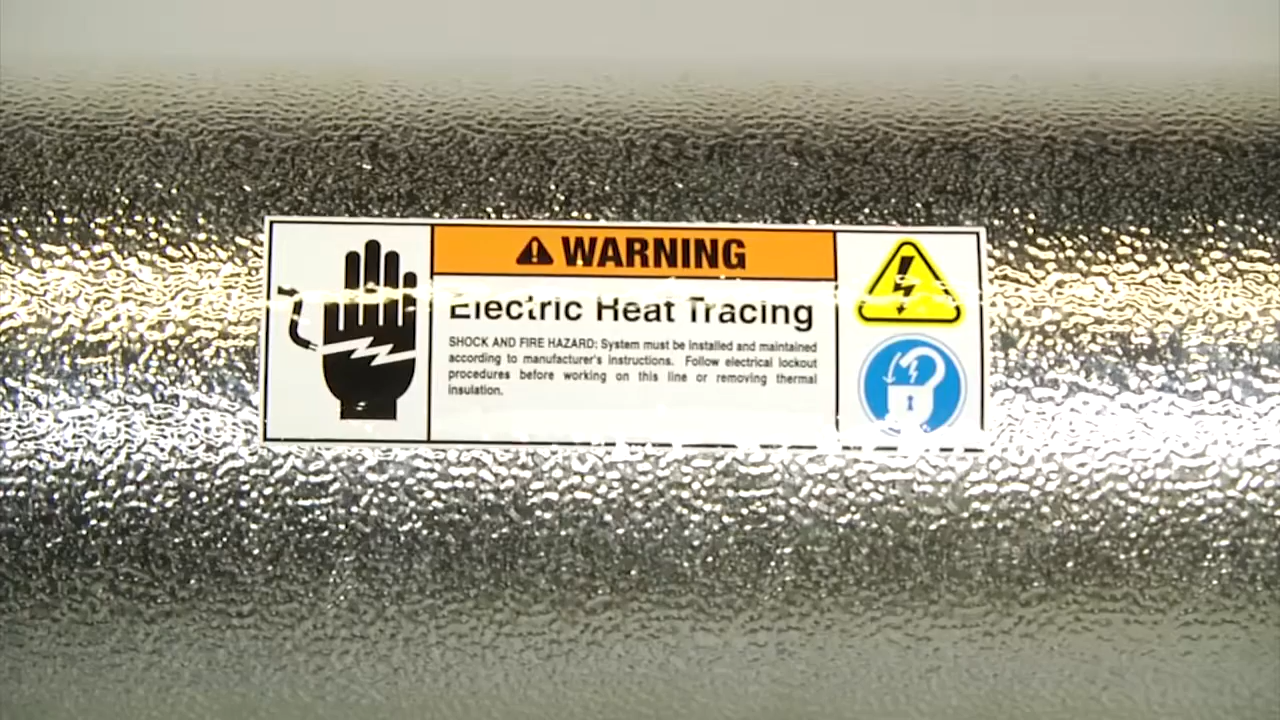 WARNING
Electric Heat Tracing
SHOCK AND FIRE HAZARD: System must be installed and maintained
according to manufacturer's instructions. Follow electrical lockout
procedures before working on this line or removing thermal
insulation.